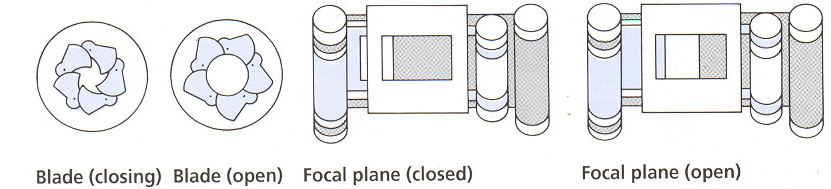 Blade (closing) Blade (open) Focal plane (closed) Focal plane (open)